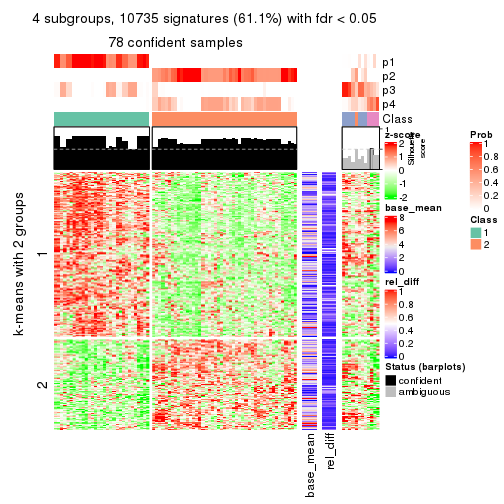 4 subgroups, 10735 signatures (61.1%) with fdr < 0.05
78 confident samples
p1
p2
p3
p4
Class
1
Silhouette
score
k-means with 2 groups
1
2
base_mean
rel_diff
z-score
2
1
0
-1
-2
base_mean
8
6
4
2
0
rel_diff
1
0.8
0.6
0.4
0.2
0
Status (barplots)
confident
ambiguous
Prob
1
0.8
0.6
0.4
0.2
0
Class
1
2